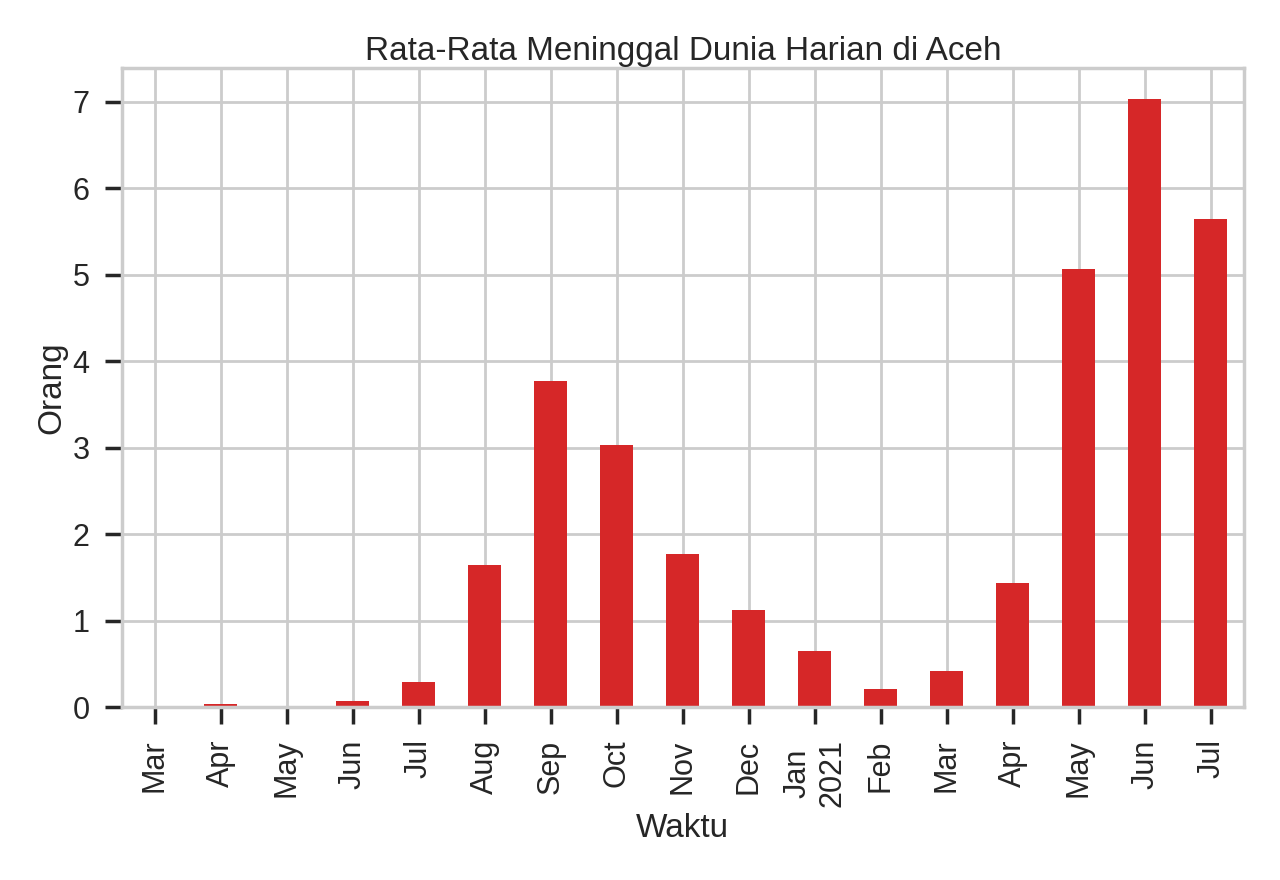 Rata-Rata Meninggal Dunia Harian di Aceh
7
6
5
4
3
2
1
0
Orang
Mar
Apr
May
Jun
Jul
Aug
Sep
Oct
Nov
Dec
Jan
2021
Feb
Mar
Apr
May
Jun
Jul
Waktu